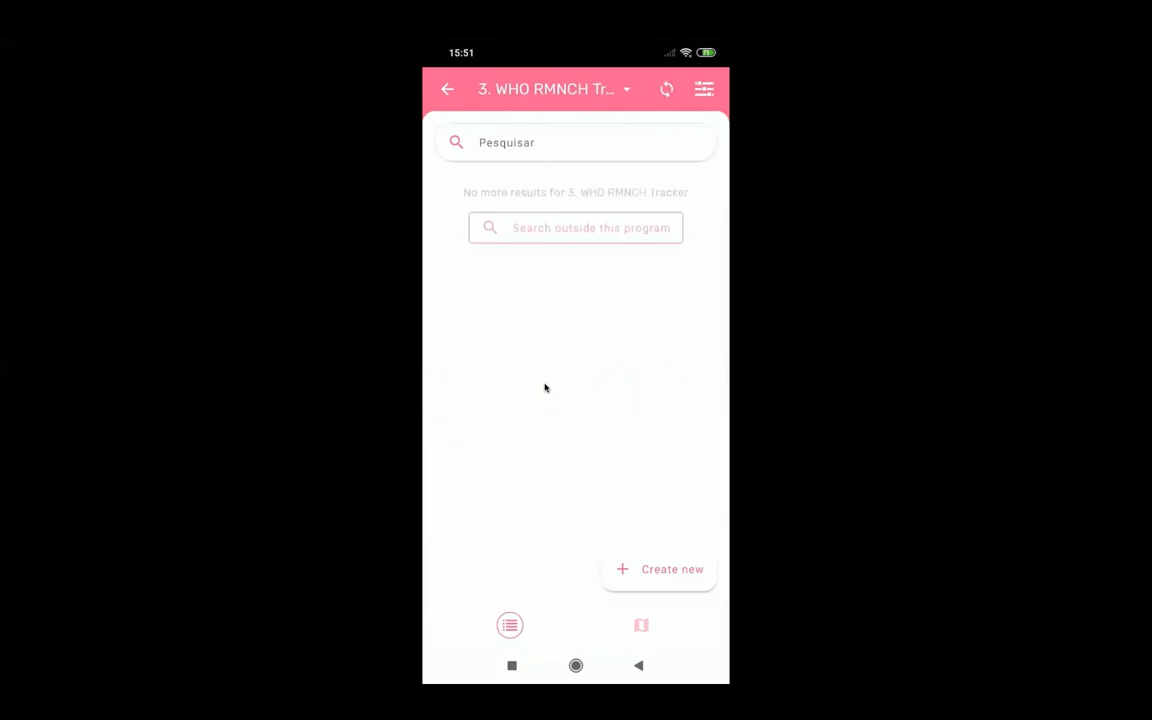 15:51
3. WHO RMNCH Tr...
Pesquisar
No more results for 3. WHO RMNCH Tracker
Search outside this program
Create new